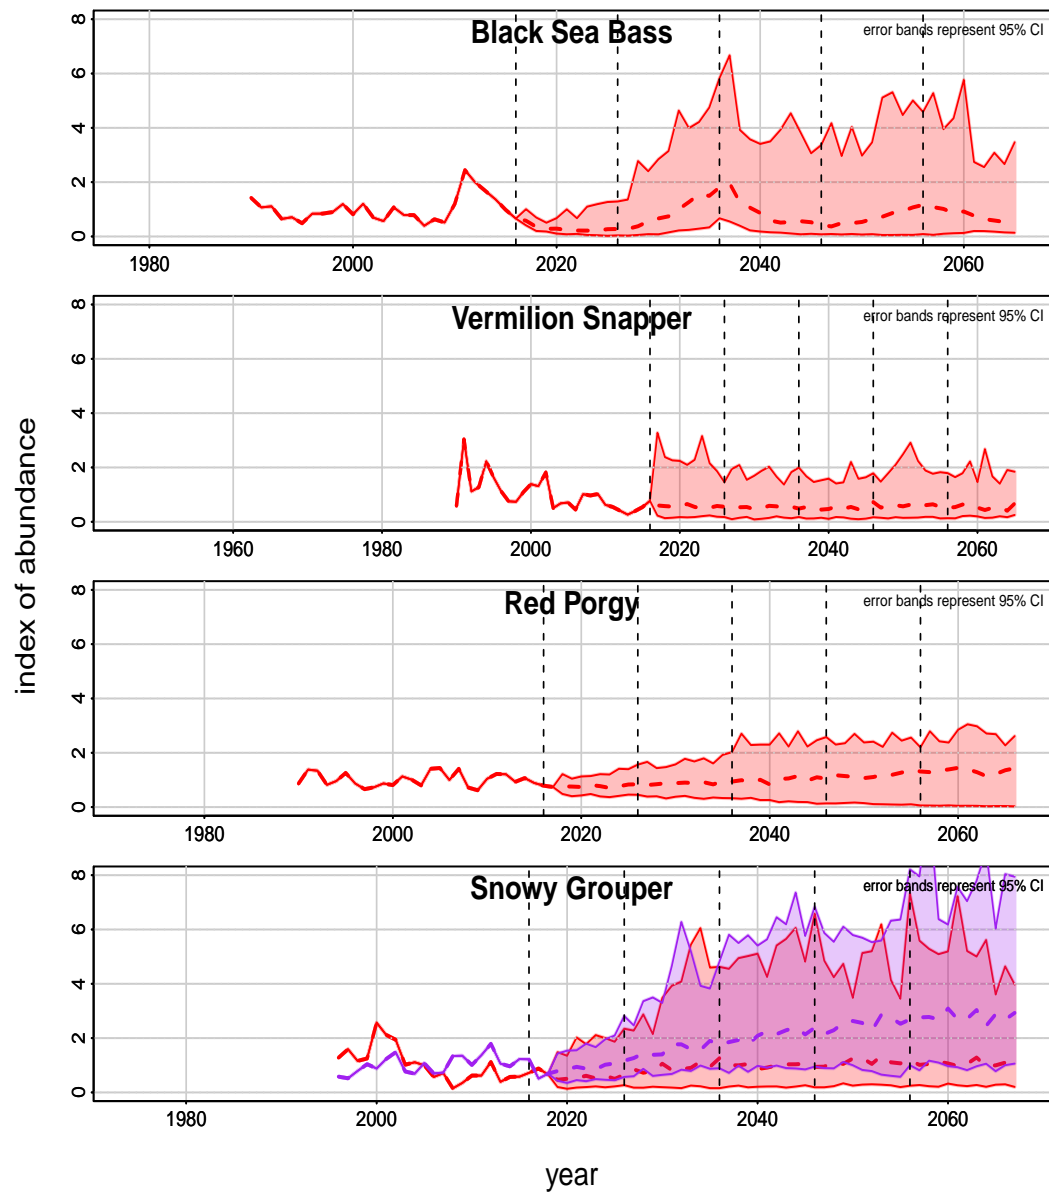 index of abundance
Black Sea Bass
error bands represent 95% CI
0 2 4 6 8
1980 2000 2020 2040 2060
Vermilion Snapper
error bands represent 95% CI
0 2 4 6 8
1960 1980 2000 2020 2040 2060
Red Porgy
error bands represent 95% CI
0 2 4 6 8
1980 2000 2020 2040 2060
Snowy Grouper
error bands represent 95% CI
0 2 4 6 8
1980 2000 2020 2040 2060
year